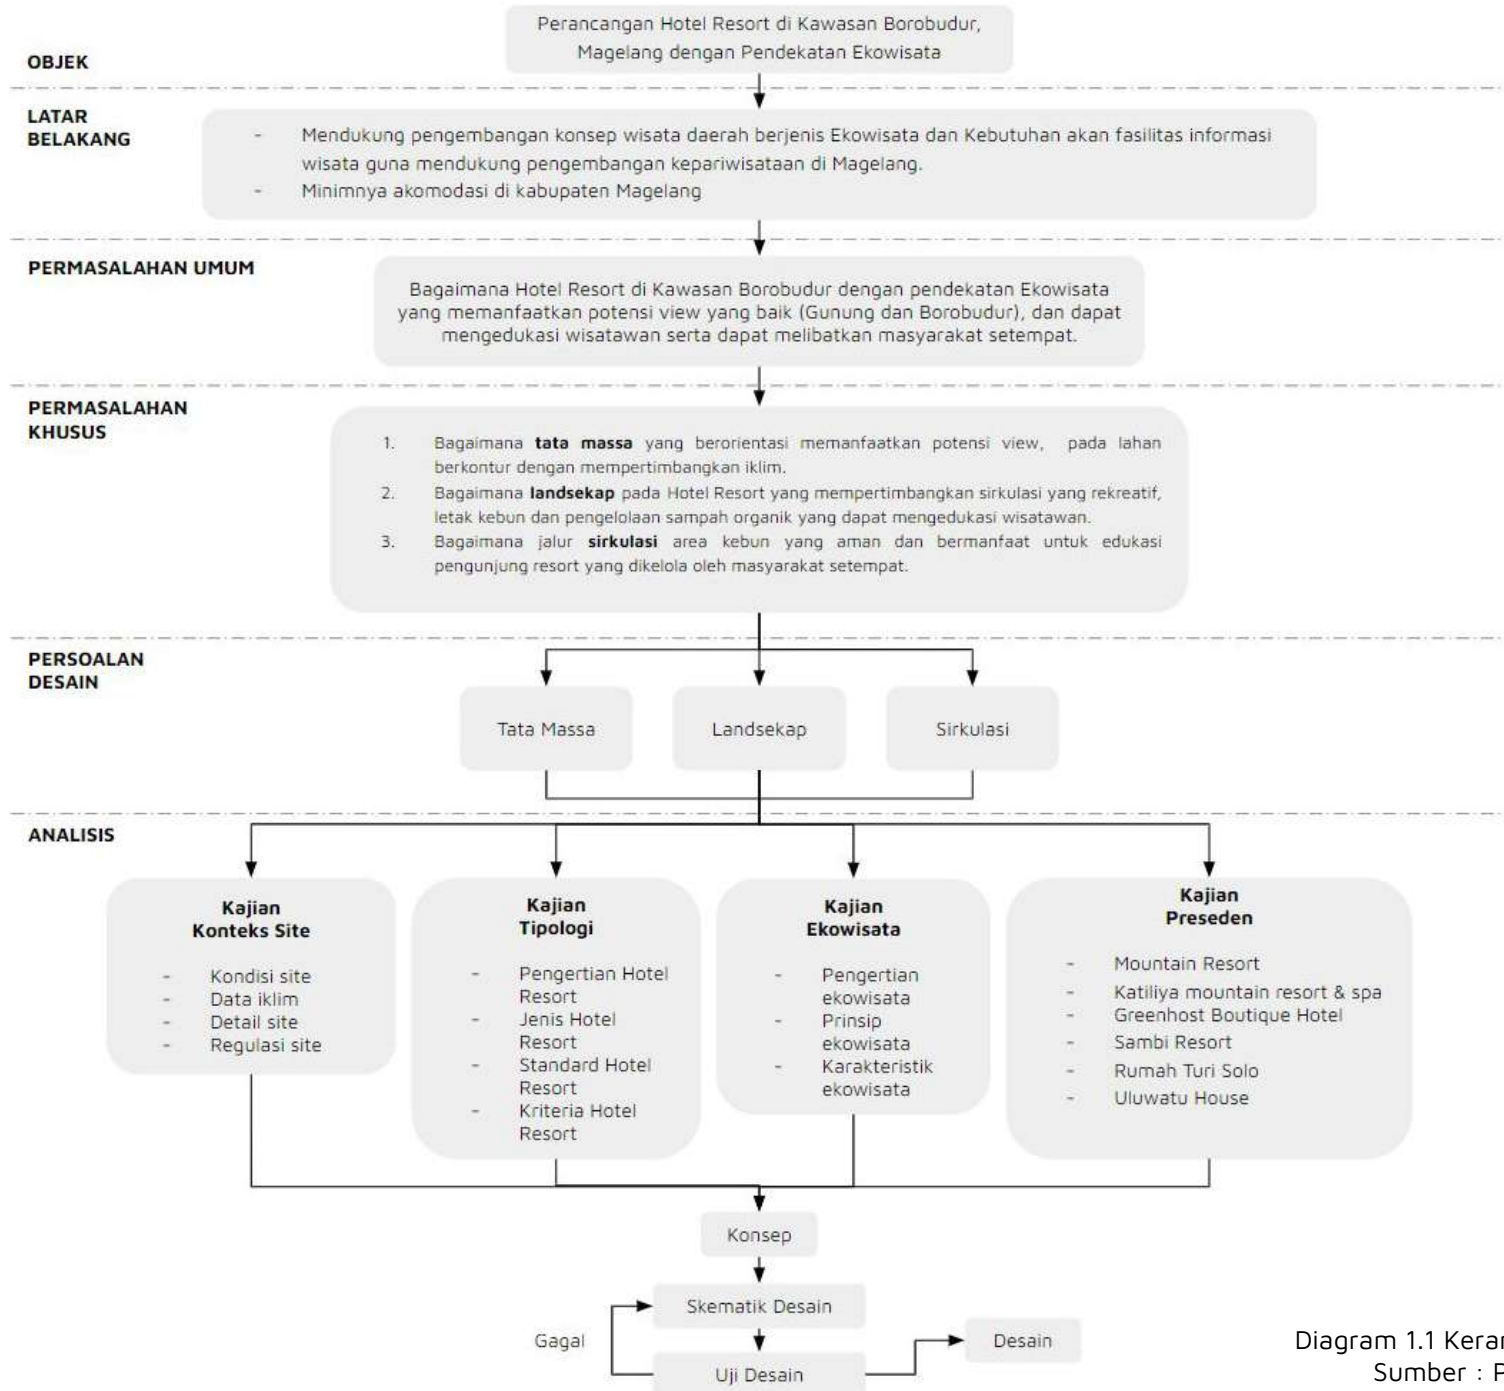 Perancangan Hotel Resort di Kawasan Borobudur,
Magelang dengan Pendekatan Ekowisata
OBJEK
LATAR
BELAKANG
- Mendukung pengembangan konsep wisata daerah berjenis Ekowisata dan Kebutuhan akan fasilitas informasi
wisata guna mendukung pengembangan kepariwisataan di Magelang.
- Minimnya akomodasi di kabupaten Magelang
PERMASALAHAN UMUM
Bagaimana Hotel Resort di Kawasan Borobudur dengan pendekatan Ekowisata
yang memanfaatkan potensi view yang baik (Gunung dan Borobudur), dan dapat
mengedukasi wisatawan serta dapat melibatkan masyarakat setempat.
PERMASALAHAN
KHUSUS
1. Bagaimana tata massa yang berorientasi memanfaatkan potensi view, pada lahan
berkontur dengan mempertimbangkan iklim.
2. Bagaimana landsekap pada Hotel Resort yang mempertimbangkan sirkulasi yang rekreatif,
letak kebun dan pengelolaan sampah organik yang dapat mengedukasi wisatawan.
3. Bagaimana jalur sirkulasi area kebun yang aman dan bermanfaat untuk edukasi
pengunjung resort yang dikelola oleh masyarakat setempat.
PERSOALAN
DESAIN
Tata Massa
Landsekap
Sirkulasi
ANALISIS
Kajian
Konteks Site
- Kondisi site
- Data iklim
- Detail site
- Regulasi site
Kajian
Tipologi
- Pengertian Hotel
Resort
- Jenis Hotel
Resort
- Standard Hotel
Resort
- Kriteria Hotel
Resort
Kajian
Ekowisata
- Pengertian
ekowisata
- Prinsip
ekowisata
- Karakteristik
ekowisata
Kajian
Preseden
- Mountain Resort
- Katiliya mountain resort & spa
- Greenhost Boutique Hotel
- Sambi Resort
- Rumah Turi Solo
- Uluwatu House
Konsep
Skematik Desain
Gagal
Desain
Uji Desain
Diagram 1.1
Sumber :